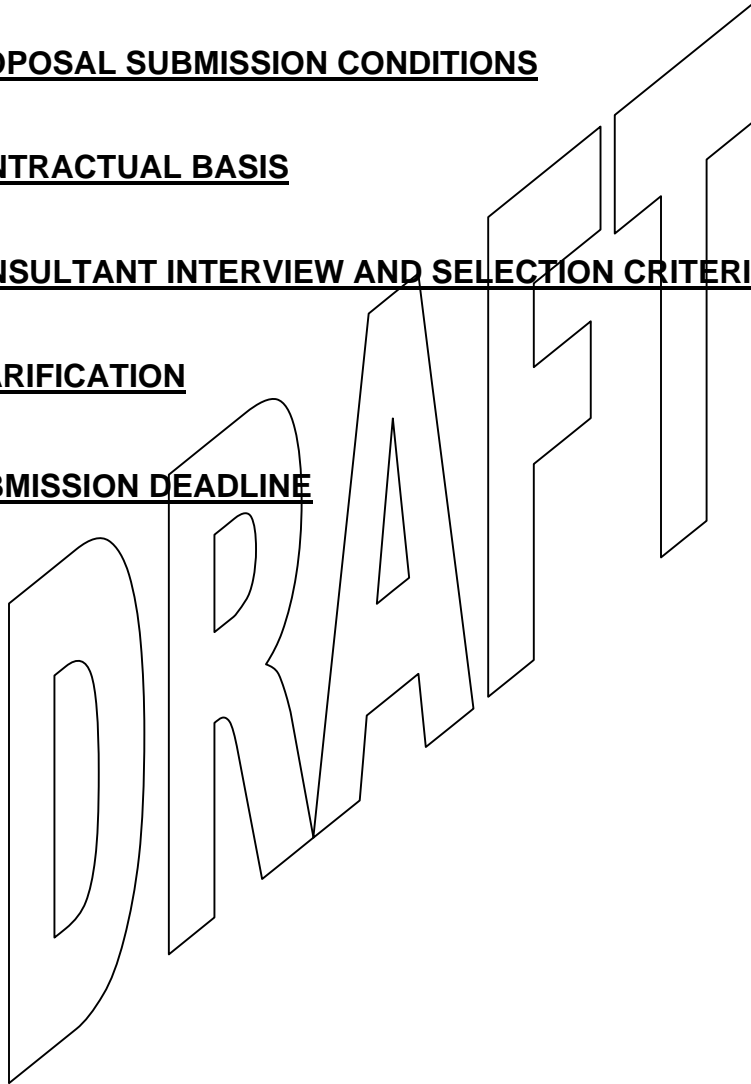 OPOSAL SUBMISSION CONDITIONS
NTRACTUAL BASIS
NSULTANT INTERVIEW AND SELECTION CRITERI
ARIFICATION
BMISSION DEADLINE
DRAFT